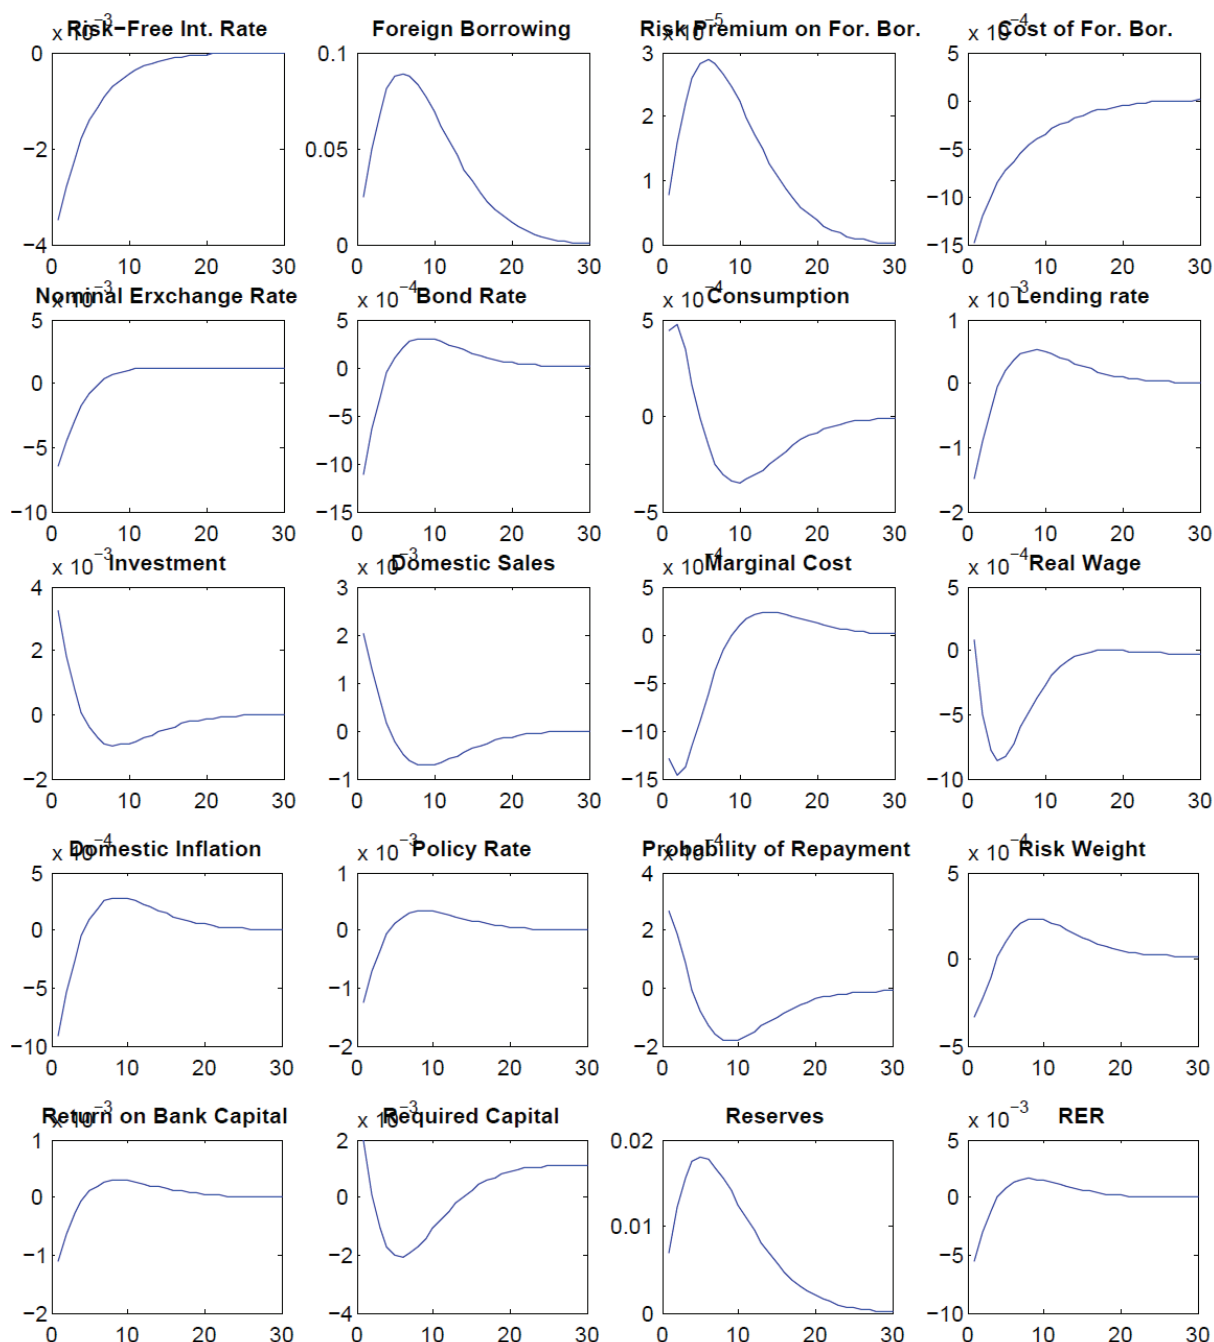 Risk−Free Int. Rate
x 10−3
0
−2
−4
0 10 20 30
Foreign Borrowing
0.1
0.05
0
0 10 20 30
Risk Premium on For. Bor.
x 10−5
3
2
1
0
0 10 20 30
Cost of For. Bor.
x 10−4
5
0
−5
−10
−15
0 10 20 30
Nominal Erxchange Rate
x 10−3
5
0
−5
−10
0 10 20 30
Bond Rate
x 10−4
5
0
−5
−10
−15
0 10 20 30
Consumption
x 10−4
5
0
−5
0 10 20 30
Lending rate
x 10−3
1
0
−1
−2
0 10 20 30
Investment
x 10−3
4
2
0
−2
0 10 20 30
Domestic Sales
x 10−3
3
2
1
0
−1
0 10 20 30
Marginal Cost
x 10−4
5
0
−5
−10
−15
0 10 20 30
Real Wage
x 10−4
5
0
−5
−10
0 10 20 30
Domestic Inflation
x 10−4
5
0
−5
−10
0 10 20 30
Policy Rate
x 10−3
1
0
−1
−2
0 10 20 30
Probability of Repayment
x 10−4
4
2
0
−2
0 10 20 30
Risk Weight
x 10−4
5
0
−5
0 10 20 30
Return on Bank Capital
x 10−3
1
0
−1
−2
0 10 20 30
Required Capital
x 10−3
2
0
−2
−4
0 10 20 30
Reserves
0.02
0.01
0
0 10 20 30
RER
x 10−3
5
0
−5
−10
0 10 20 30